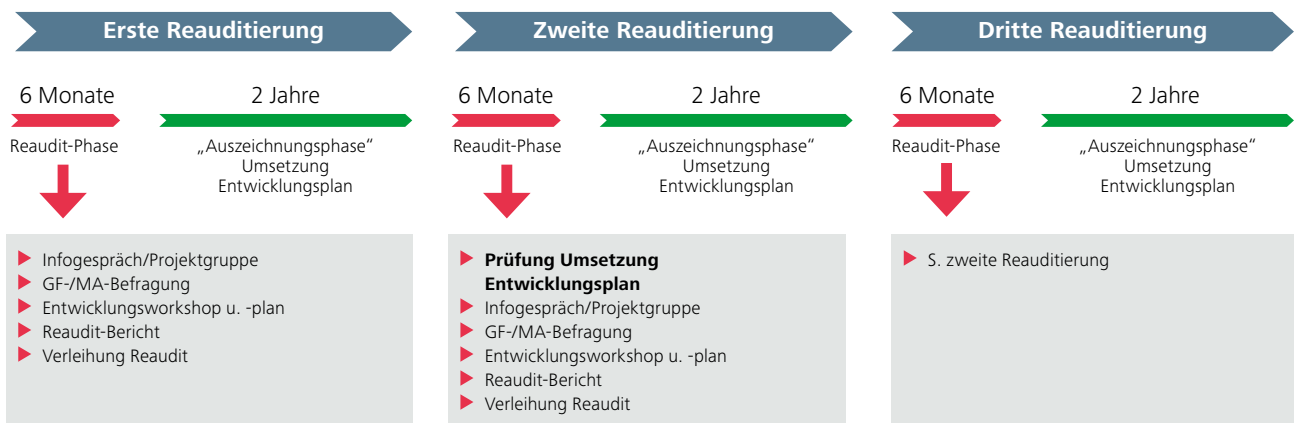 Erste Reauditierung
6 Monate
2 Jahre
Reaudit-Phase
„Auszeichnungsphase“
Umsetzung
Entwicklungsplan
Infogespräch/Projektgruppe
GF-/MA-Befragung
Entwicklungsworkshop u. -plan
Reaudit-Bericht
Verleihung Reaudit
Zweite Reauditierung
6 Monate
2 Jahre
Reaudit-Phase
„Auszeichnungsphase“
Umsetzung
Entwicklungsplan
Prüfung Umsetzung
Entwicklungsplan
Infogespräch/Projektgruppe
GF-/MA-Befragung
Entwicklungsworkshop u. -plan
Reaudit-Bericht
Verleihung Reaudit
Dritte Reauditierung
6 Monate
2 Jahre
Reaudit-Phase
„Auszeichnungsphase“
Umsetzung
Entwicklungsplan
S. zweite Reauditierung